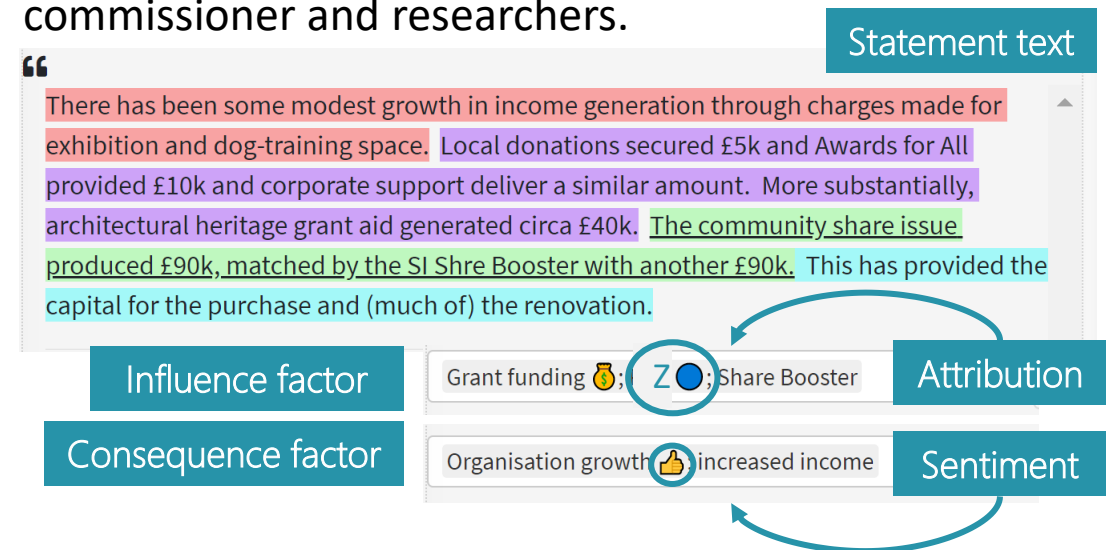 commissioner and researchers.
Statement text
“
There has been some modest growth in income generation through charges made for
exhibition and dog-training space. Local donations secured £5k and Awards for All
provided £10k and corporate support deliver a similar amount. More substantially,
architectural heritage grant aid generated circa £40k. The community share issue
produced £90k, matched by the SI Shre Booster with another £90k. This has provided the
capital for the purchase and (much of) the renovation.
Influence factor
Grant funding 💰; Z 🔵; Share Booster
Attribution
Consequence factor
Organisation growth 👍; increased income
Sentiment